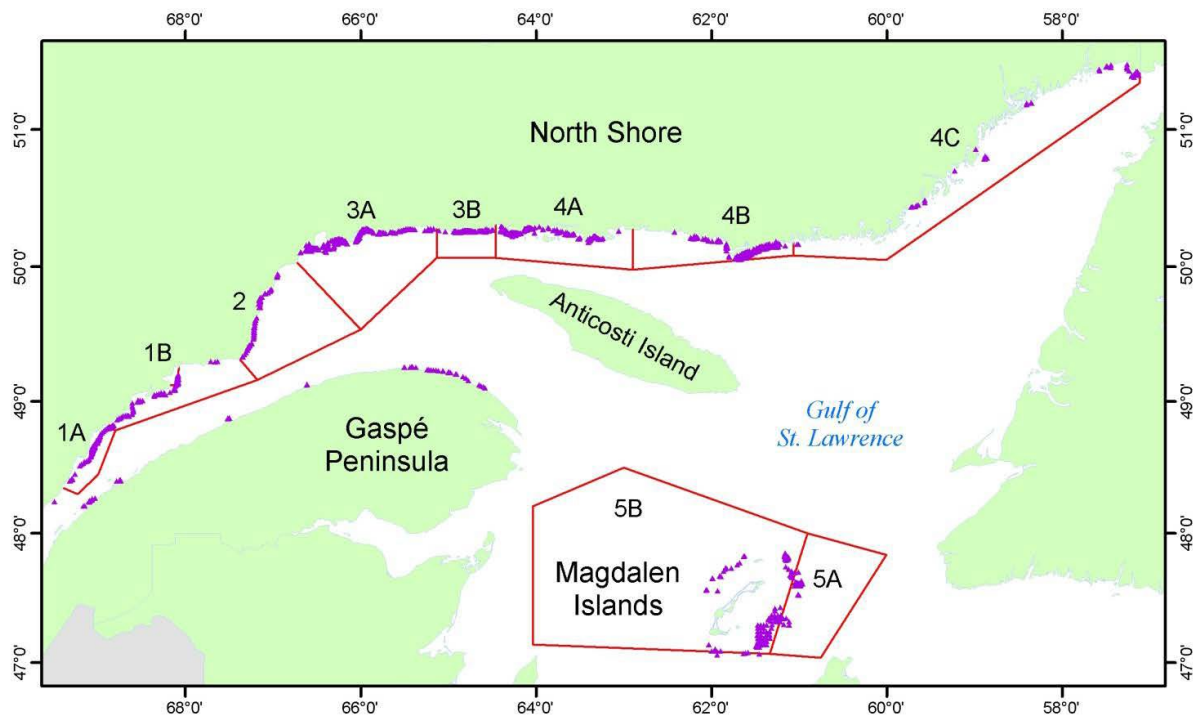 68°0' 66°0' 64°0' 62°0' 60°0' 58°0'
51°0' 51°0'
North Shore
4C
3A 3B 4A 4B
50°0' 50°0'
2
Anticosti Island
1B
49°0' 49°0'
1A
Gulf of
St. Lawrence
Gaspé
Peninsula
5B
48°0' 48°0'
Magdalen
Islands
5A
47°0' 47°0'
68°0' 66°0' 64°0' 62°0' 60°0' 58°0'